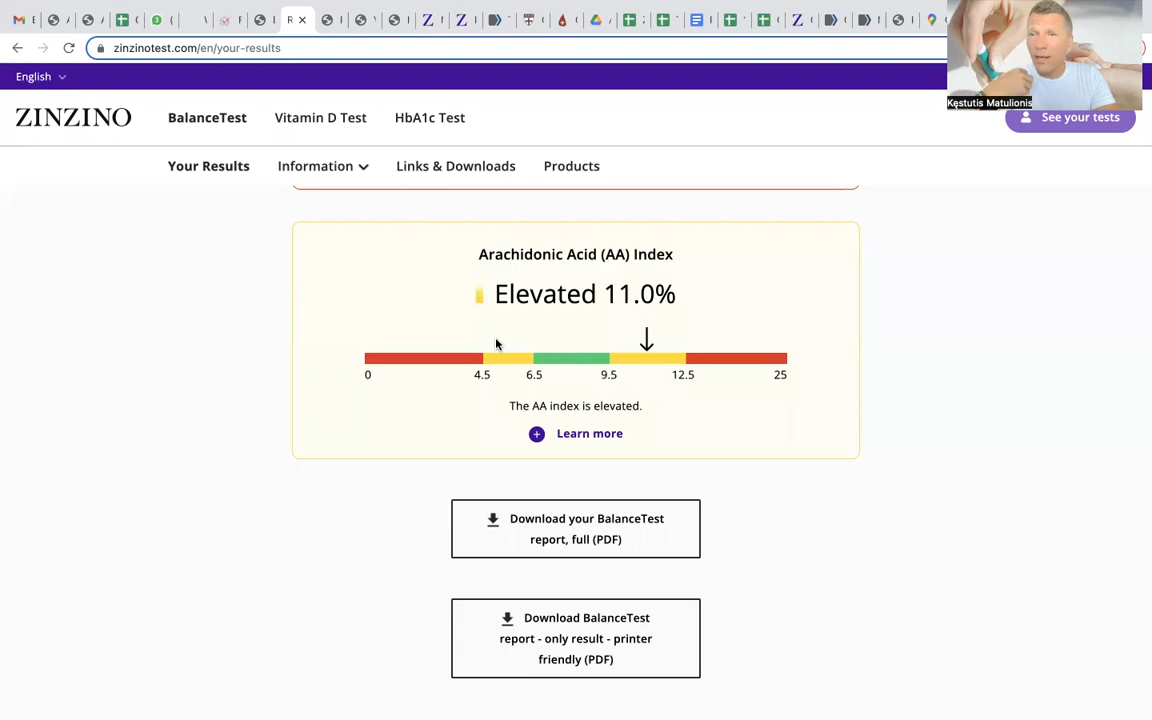 zinzinotest.com/en/your-results
English
Kęstutis Matulionis
ZINZINO
BalanceTest
Vitamin D Test
HbA1c Test
See your tests
Your Results
Information
Links & Downloads
Products
Arachidonic Acid (AA) Index
Elevated 11.0%
0 4.5 6.5 9.5 12.5 25
The AA index is elevated.
+ Learn more
Download your BalanceTest
report, full (PDF)
Download BalanceTest
report - only result - printer
friendly (PDF)